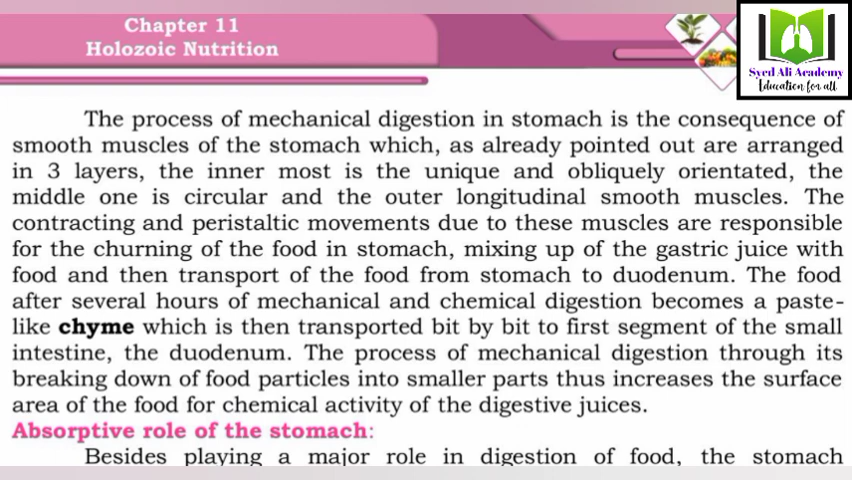 Chapter 11
Holozoic Nutrition
Syed Ali Academy
Education for all
The process of mechanical digestion in stomach is the consequence of
smooth muscles of the stomach which, as already pointed out are arranged
in 3 layers, the inner most is the unique and obliquely orientated, the
middle one is circular and the outer longitudinal smooth muscles. The
contracting and peristaltic movements due to these muscles are responsible
for the churning of the food in stomach, mixing up of the gastric juice with
food and then transport of the food from stomach to duodenum. The food
after several hours of mechanical and chemical digestion becomes a paste-
like chyme which is then transported bit by bit to first segment of the small
intestine, the duodenum. The process of mechanical digestion through its
breaking down of food particles into smaller parts thus increases the surface
area of the food for chemical activity of the digestive juices.
Absorptive role of the stomach:
Besides playing a major role in digestion of food, the stomach